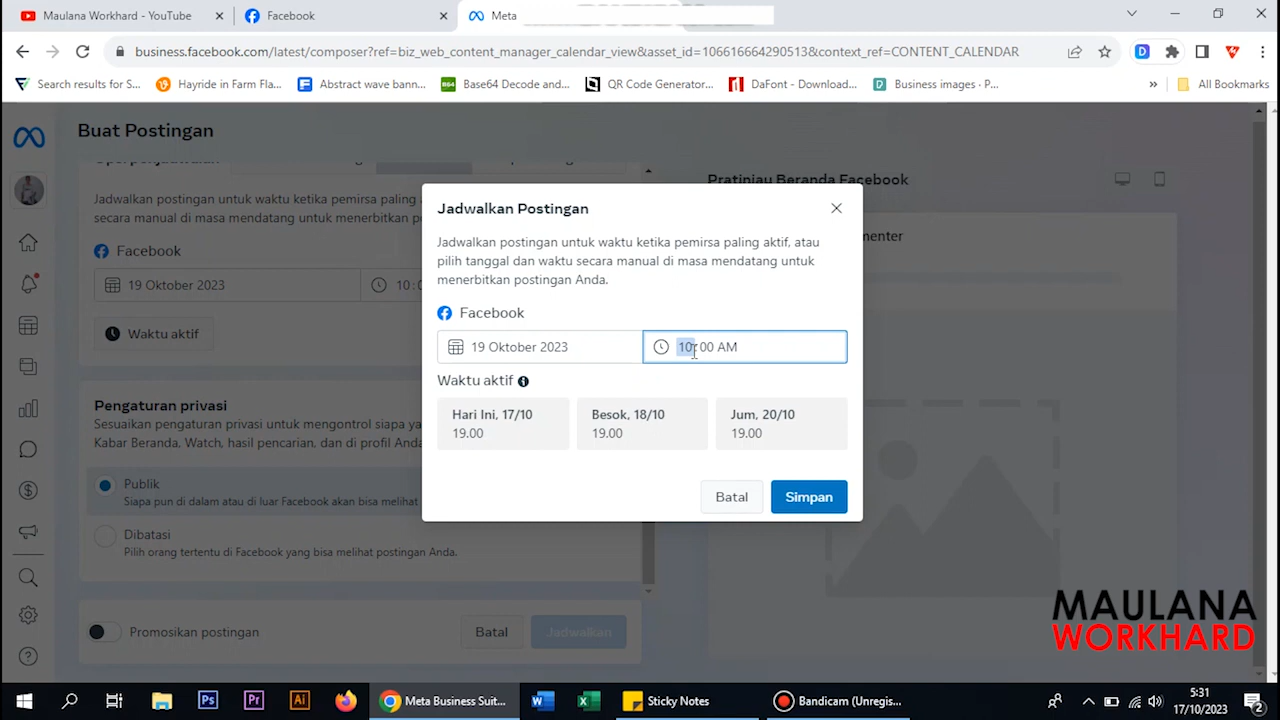 Maulana Workhard - YouTube
Facebook
Meta
business.facebook.com/latest/composer?ref=biz_web_content_manager_calendar_view&asset_id=106616664290513&context_ref=CONTENT_CALENDAR
Search results for S...
Hayride in Farm Fla...
Abstract wave bann...
Base64 Decode and...
QR Code Generator...
DaFont - Download...
Business images · P...
»
All Bookmarks
Buat Postingan
Jadwalkan postingan untuk waktu ketika pemirsa paling
secara manual di masa mendatang untuk menerbitkan
Facebook
19 Oktober 2023
Waktu aktif
Pengaturan privasi
Sesuaikan pengaturan privasi untuk mengontrol siapa
Kabar Beranda, Watch, hasil pencarian, dan di profil
Publik
Siapa pun di dalam atau di luar Facebook akan bisa melihat
Dibatasi
Pilih orang tertentu di Facebook yang bisa melihat postingan Anda.
Promosikan postingan
Batal
Jadwalkan
Pratinjau Beranda Facebook
menter
Jadwalkan Postingan
Jadwalkan postingan untuk waktu ketika pemirsa paling aktif, atau
pilih tanggal dan waktu secara manual di masa mendatang untuk
menerbitkan postingan Anda.
Facebook
19 Oktober 2023
10:00 AM
Waktu aktif
Hari Ini, 17/10
19.00
Besok, 18/10
19.00
Jum, 20/10
19.00
Batal
Simpan
MAULANA
WORKHARD
Meta Business Suit...
Sticky Notes
Bandicam (Unregis...
5:31
17/10/2023